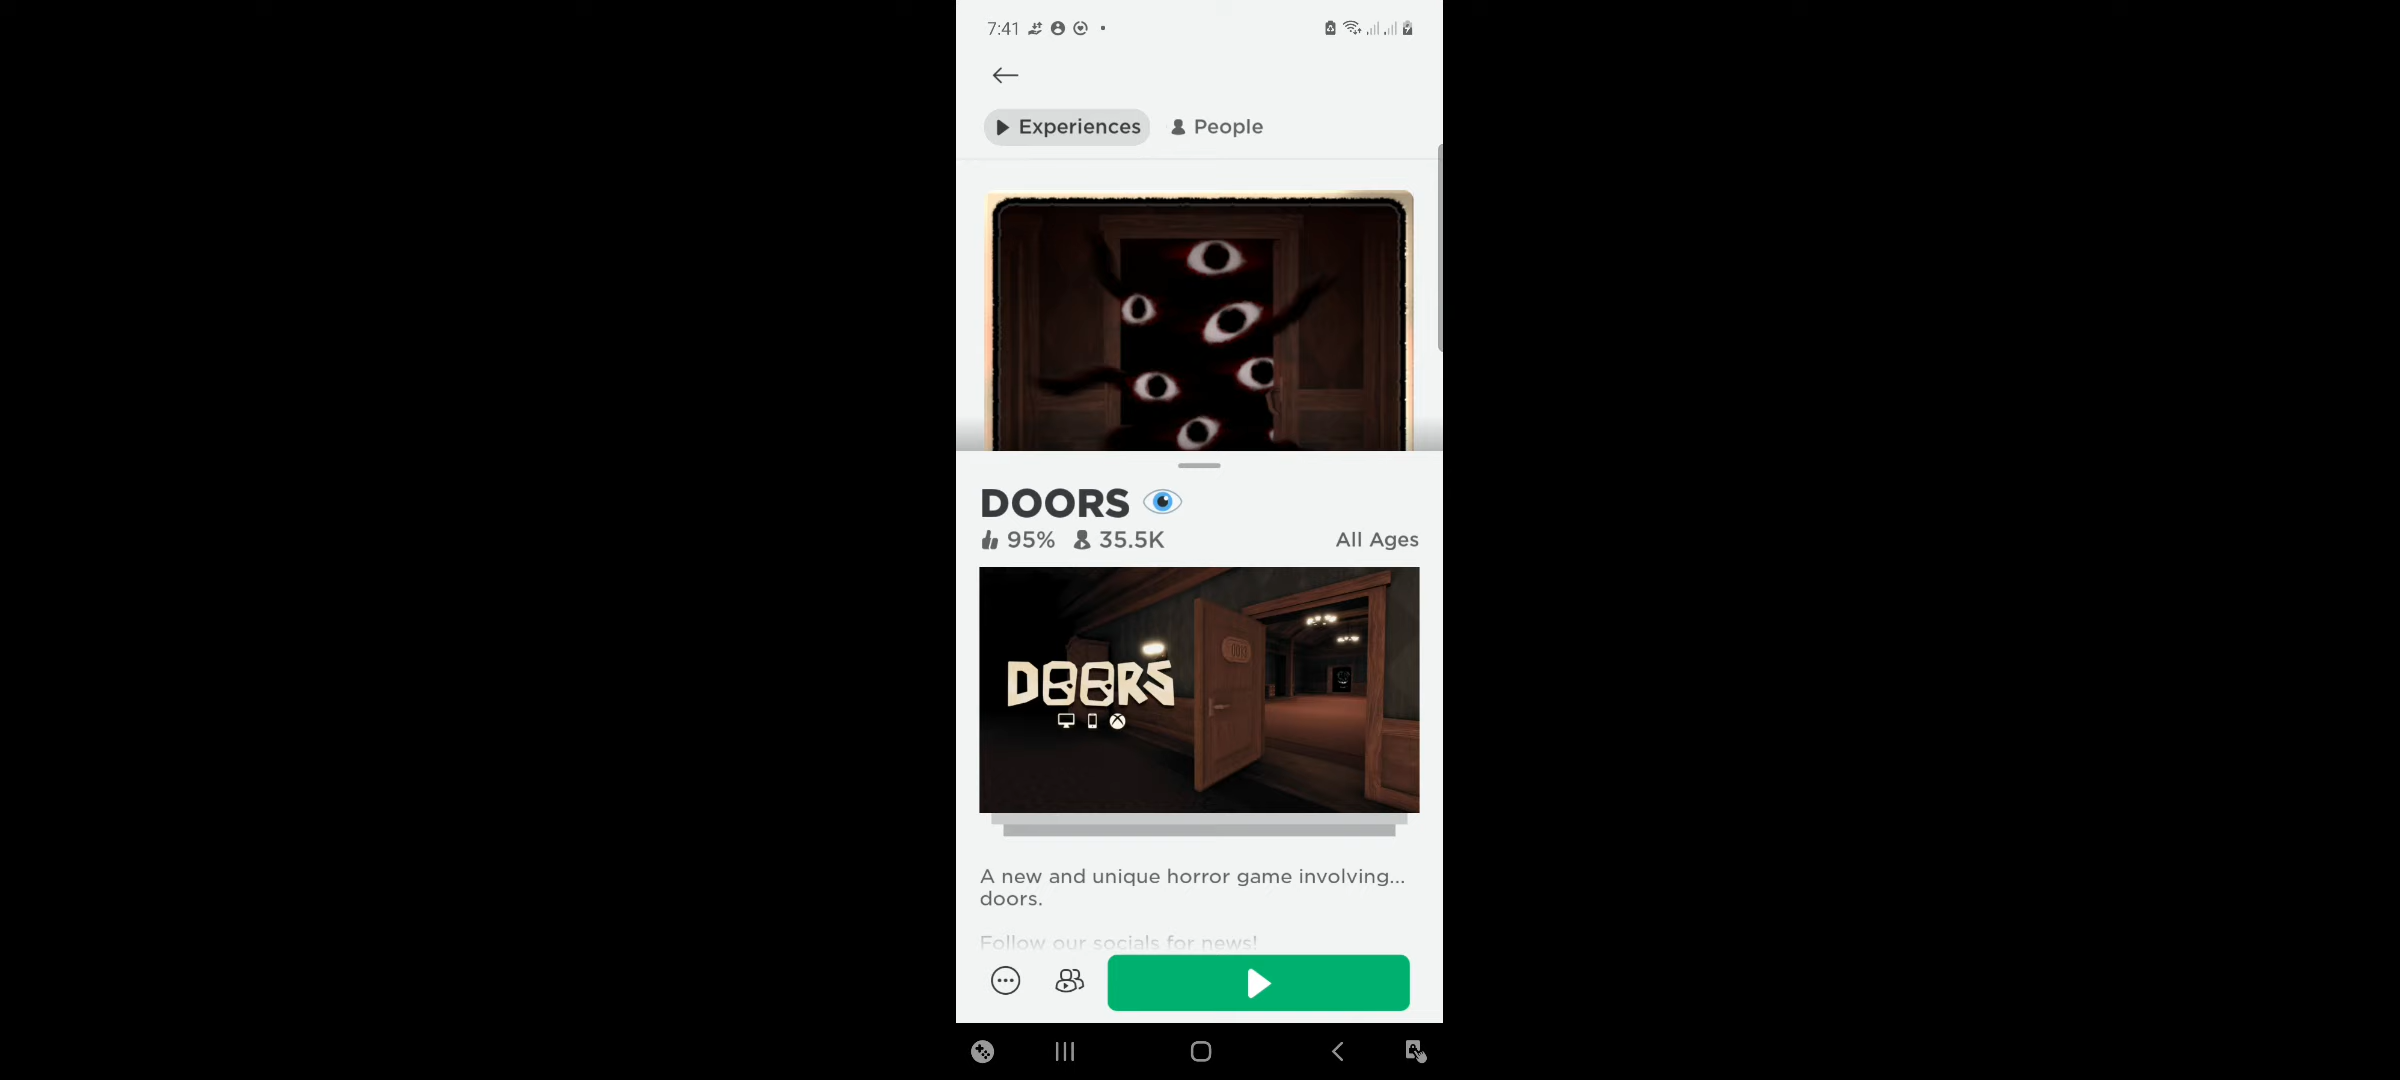 7:41
Experiences People
DOORS
95% 35.5K All Ages
DOORS
A new and unique horror game involving...
doors.
Follow our socials for news!